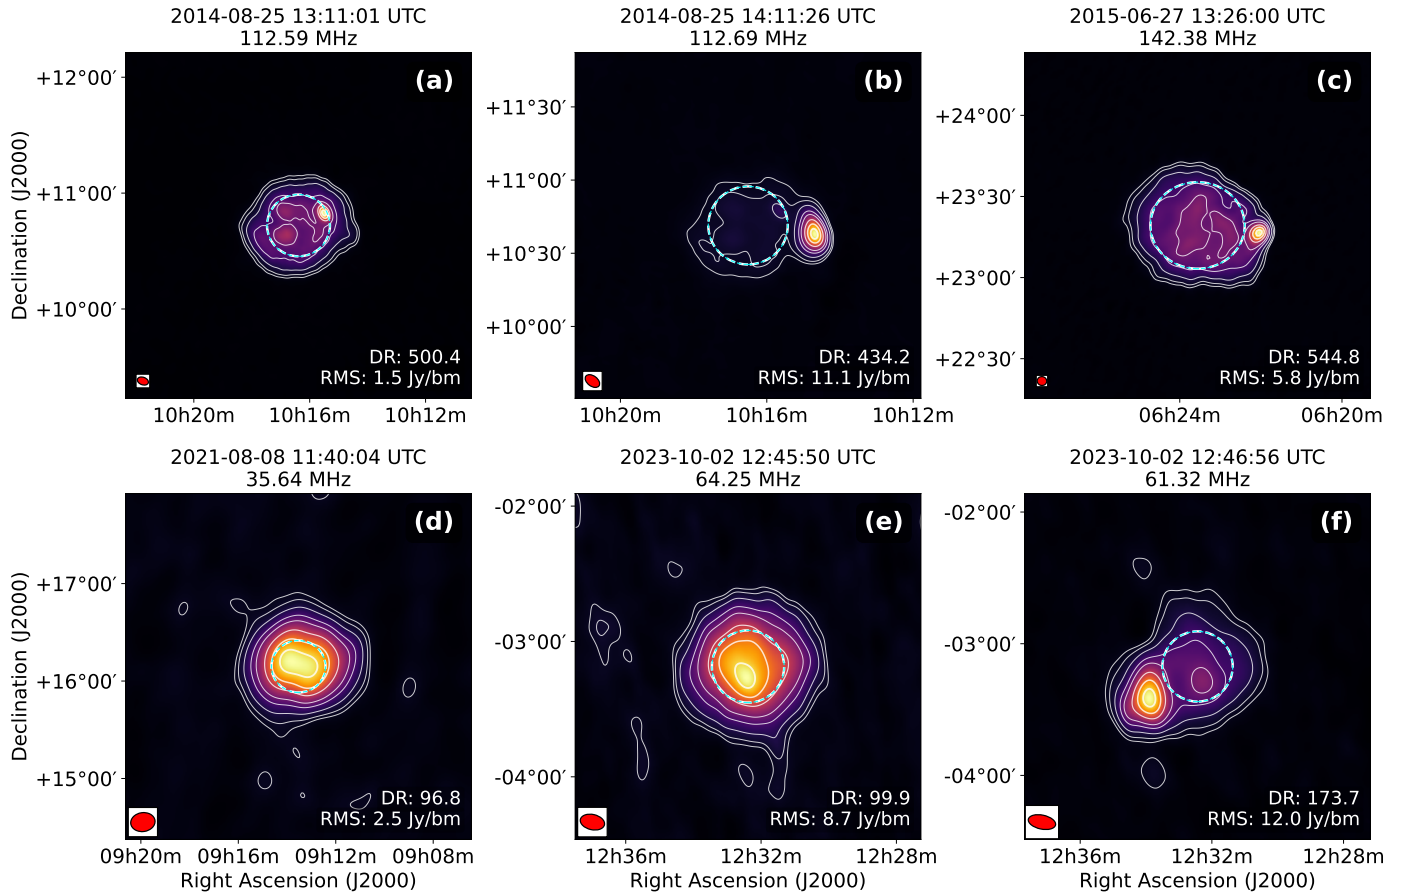 2014-08-25 13:11:01 UTC
112.59 MHz
2014-08-25 14:11:26 UTC
112.69 MHz
2015-06-27 13:26:00 UTC
142.38 MHz
(a)
(b)
(c)
+12°00′
+11°00′
+10°00′
Declination (J2000)
+11°30′
+11°00′
+10°30′
+10°00′
+24°00′
+23°30′
+23°00′
+22°30′
DR: 500.4
RMS: 1.5 Jy/bm
DR: 434.2
RMS: 11.1 Jy/bm
DR: 544.8
RMS: 5.8 Jy/bm
10h20m 10h16m 10h12m
10h20m 10h16m 10h12m
06h24m 06h20m
2021-08-08 11:40:04 UTC
35.64 MHz
2023-10-02 12:45:50 UTC
64.25 MHz
2023-10-02 12:46:56 UTC
61.32 MHz
(d)
(e)
(f)
+17°00′
+16°00′
+15°00′
Declination (J2000)
-02°00′
-03°00′
-04°00′
-02°00′
-03°00′
-04°00′
DR: 96.8
RMS: 2.5 Jy/bm
DR: 99.9
RMS: 8.7 Jy/bm
DR: 173.7
RMS: 12.0 Jy/bm
09h20m 09h16m 09h12m 09h08m
12h36m 12h32m 12h28m
12h36m 12h32m 12h28m
Right Ascension (J2000)
Right Ascension (J2000)
Right Ascension (J2000)